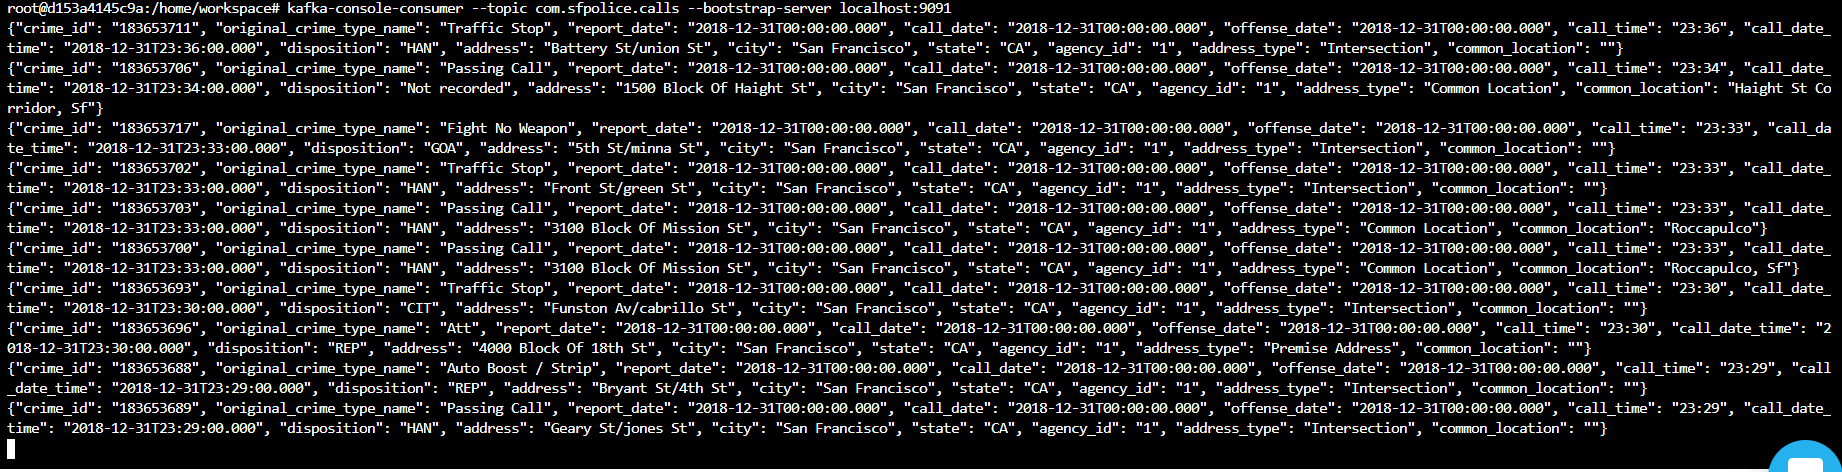 root@d153a4145c9a:/home/workspace# kafka-console-consumer --topic com.sfpolice.calls --bootstrap-server localhost:9091
{"crime_id": "183653711", "original_crime_type_name": "Traffic Stop", "report_date": "2018-12-31T00:00:00.000", "call_date": "2018-12-31T00:00:00.000", "offense_date": "2018-12-31T00:00:00.000", "call_time": "23:36", "call_date_
time": "2018-12-31T23:36:00.000", "disposition": "HAN", "address": "Battery St/union St", "city": "San Francisco", "state": "CA", "agency_id": "1", "address_type": "Intersection", "common_location": ""}
{"crime_id": "183653706", "original_crime_type_name": "Passing Call", "report_date": "2018-12-31T00:00:00.000", "call_date": "2018-12-31T00:00:00.000", "offense_date": "2018-12-31T00:00:00.000", "call_time": "23:34", "call_date_
time": "2018-12-31T23:34:00.000", "disposition": "Not recorded", "address": "1500 Block Of Haight St", "city": "San Francisco", "state": "CA", "agency_id": "1", "address_type": "Common Location", "common_location": "Haight St Co
rridor, Sf"}
{"crime_id": "183653717", "original_crime_type_name": "Fight No Weapon", "report_date": "2018-12-31T00:00:00.000", "call_date": "2018-12-31T00:00:00.000", "offense_date": "2018-12-31T00:00:00.000", "call_time": "23:33", "call_da
te_time": "2018-12-31T23:33:00.000", "disposition": "GOA", "address": "5th St/minna St", "city": "San Francisco", "state": "CA", "agency_id": "1", "address_type": "Intersection", "common_location": ""}
{"crime_id": "183653702", "original_crime_type_name": "Traffic Stop", "report_date": "2018-12-31T00:00:00.000", "call_date": "2018-12-31T00:00:00.000", "offense_date": "2018-12-31T00:00:00.000", "call_time": "23:33", "call_date_
time": "2018-12-31T23:33:00.000", "disposition": "HAN", "address": "Front St/green St", "city": "San Francisco", "state": "CA", "agency_id": "1", "address_type": "Intersection", "common_location": ""}
{"crime_id": "183653703", "original_crime_type_name": "Passing Call", "report_date": "2018-12-31T00:00:00.000", "call_date": "2018-12-31T00:00:00.000", "offense_date": "2018-12-31T00:00:00.000", "call_time": "23:33", "call_date_
time": "2018-12-31T23:33:00.000", "disposition": "HAN", "address": "3100 Block Of Mission St", "city": "San Francisco", "state": "CA", "agency_id": "1", "address_type": "Common Location", "common_location": "Roccapulco"}
{"crime_id": "183653700", "original_crime_type_name": "Passing Call", "report_date": "2018-12-31T00:00:00.000", "call_date": "2018-12-31T00:00:00.000", "offense_date": "2018-12-31T00:00:00.000", "call_time": "23:33", "call_date_
time": "2018-12-31T23:33:00.000", "disposition": "HAN", "address": "3100 Block Of Mission St", "city": "San Francisco", "state": "CA", "agency_id": "1", "address_type": "Common Location", "common_location": "Roccapulco, Sf"}
{"crime_id": "183653693", "original_crime_type_name": "Traffic Stop", "report_date": "2018-12-31T00:00:00.000", "call_date": "2018-12-31T00:00:00.000", "offense_date": "2018-12-31T00:00:00.000", "call_time": "23:30", "call_date_
time": "2018-12-31T23:30:00.000", "disposition": "CIT", "address": "Funston Av/cabrillo St", "city": "San Francisco", "state": "CA", "agency_id": "1", "address_type": "Intersection", "common_location": ""}
{"crime_id": "183653696", "original_crime_type_name": "Att", "report_date": "2018-12-31T00:00:00.000", "call_date": "2018-12-31T00:00:00.000", "offense_date": "2018-12-31T00:00:00.000", "call_time": "23:30", "call_date_time": "2
018-12-31T23:30:00.000", "disposition": "REP", "address": "4000 Block Of 18th St", "city": "San Francisco", "state": "CA", "agency_id": "1", "address_type": "Premise Address", "common_location": ""}
{"crime_id": "183653688", "original_crime_type_name": "Auto Boost / Strip", "report_date": "2018-12-31T00:00:00.000", "call_date": "2018-12-31T00:00:00.000", "offense_date": "2018-12-31T00:00:00.000", "call_time": "23:29", "call
_date_time": "2018-12-31T23:29:00.000", "disposition": "REP", "address": "Bryant St/4th St", "city": "San Francisco", "state": "CA", "agency_id": "1", "address_type": "Intersection", "common_location": ""}
{"crime_id": "183653689", "original_crime_type_name": "Passing Call", "report_date": "2018-12-31T00:00:00.000", "call_date": "2018-12-31T00:00:00.000", "offense_date": "2018-12-31T00:00:00.000", "call_time": "23:29", "call_date_
time": "2018-12-31T23:29:00.000", "disposition": "HAN", "address": "Geary St/jones St", "city": "San Francisco", "state": "CA", "agency_id": "1", "address_type": "Intersection", "common_location": ""}